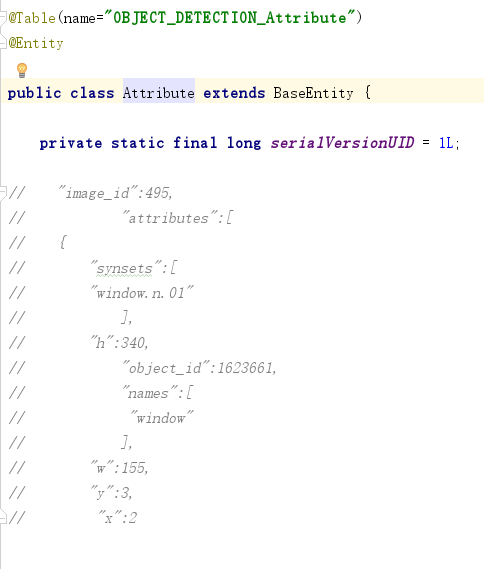 @Table(name="OBJECT_DETECTION_Attribute")
@Entity
public class Attribute extends BaseEntity {
private static final long serialVersionUID = 1L;
// "image_id":495,
// "attributes":[
// {
// "synsets":[
// "window.n.01"
// ],
// "h":340,
// "object_id":1623661,
// "names":[
// "window"
// ],
// "w":155,
// "y":3,
// "x":2